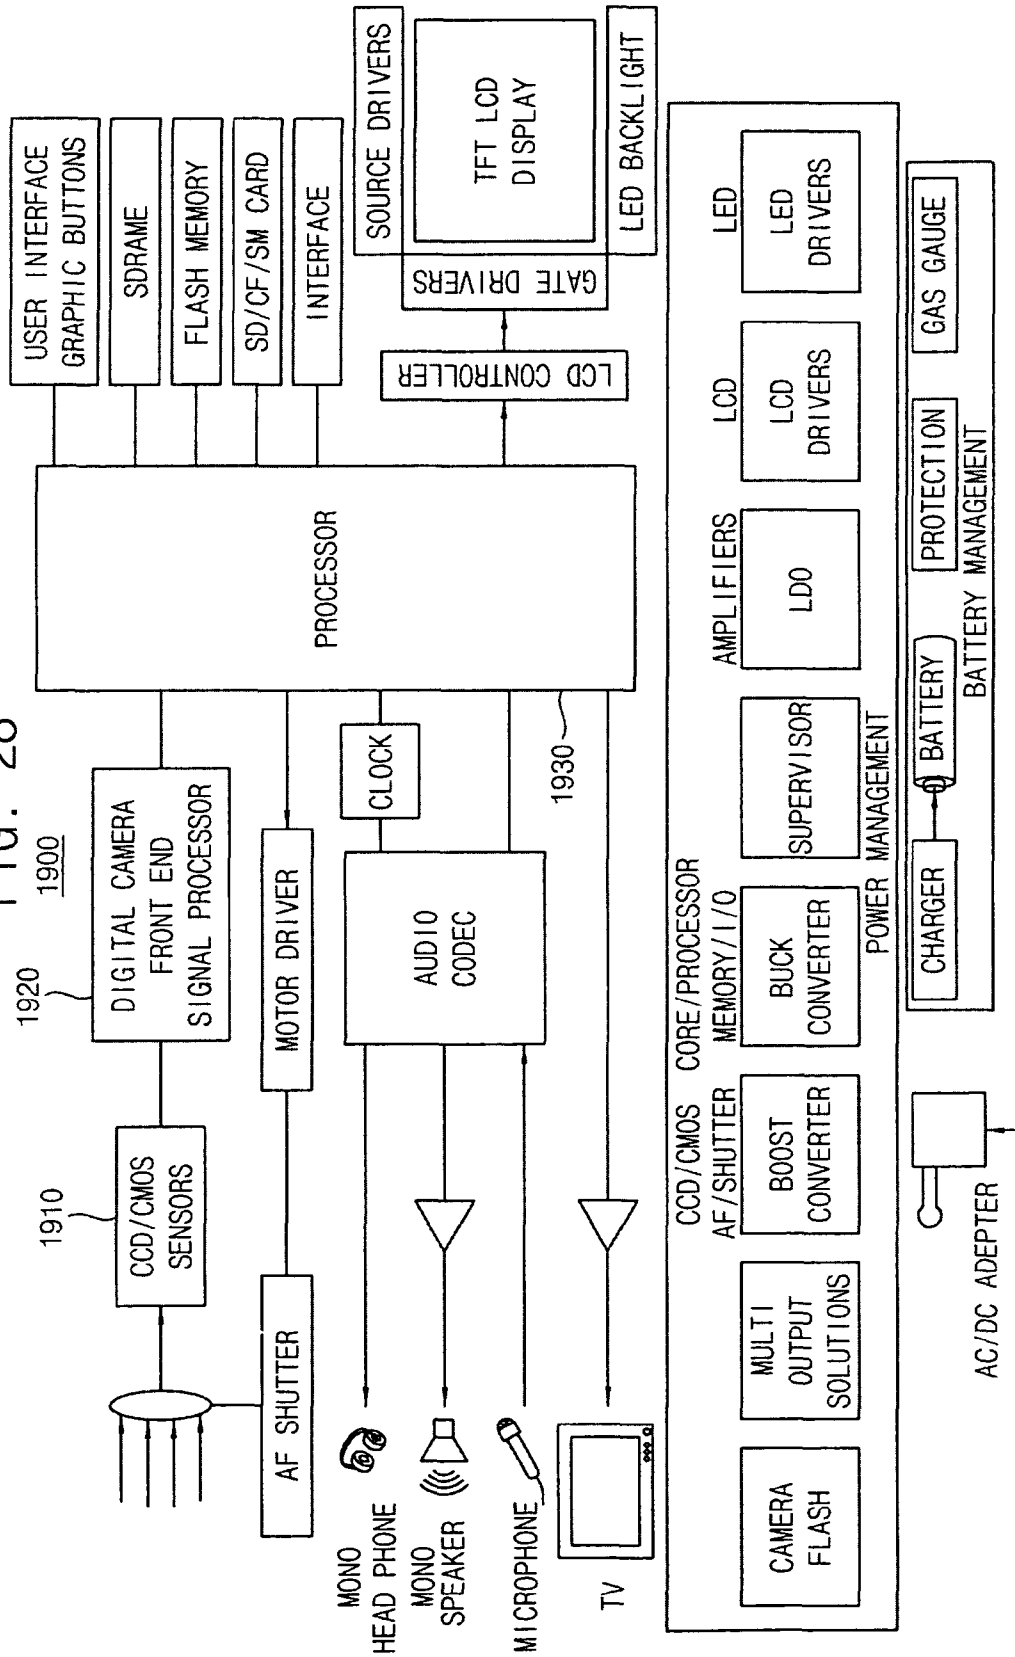 FIG.
1900
1910
1920
CCD/CMOS
SENSORS
DIGITAL CAMERA
FRONT END
SIGNAL PROCESSOR
AF SHUTTER
MOTOR DRIVER
MONO
HEAD PHONE
MONO
SPEAKER
MICROPHONE
TV
AUDIO
CODEC
CLOCK
1930
PROCESSOR
USER INTERFACE
GRAPHIC BUTTONS
SDRAME
FLASH MEMORY
SD/CF/SM CARD
INTERFACE
LCD CONTROLLER
GATE DRIVERS
SOURCE DRIVERS
TFT LCD
DISPLAY
LED BACKLIGHT
CAMERA
FLASH
MULTI
OUTPUT
SOLUTIONS
CCD/CMOS
AF/SHUTTER
BOOST
CONVERTER
CORE/PROCESSOR
MEMORY/I/O
BUCK
CONVERTER
SUPERVISOR
AMPLIFIERS
LDO
LCD
LCD
DRIVERS
LED
LED
DRIVERS
POWER MANAGEMENT
AC/DC ADEPTER
CHARGER
BATTERY
PROTECTION
GAS GAUGE
BATTERY MANAGEMENT